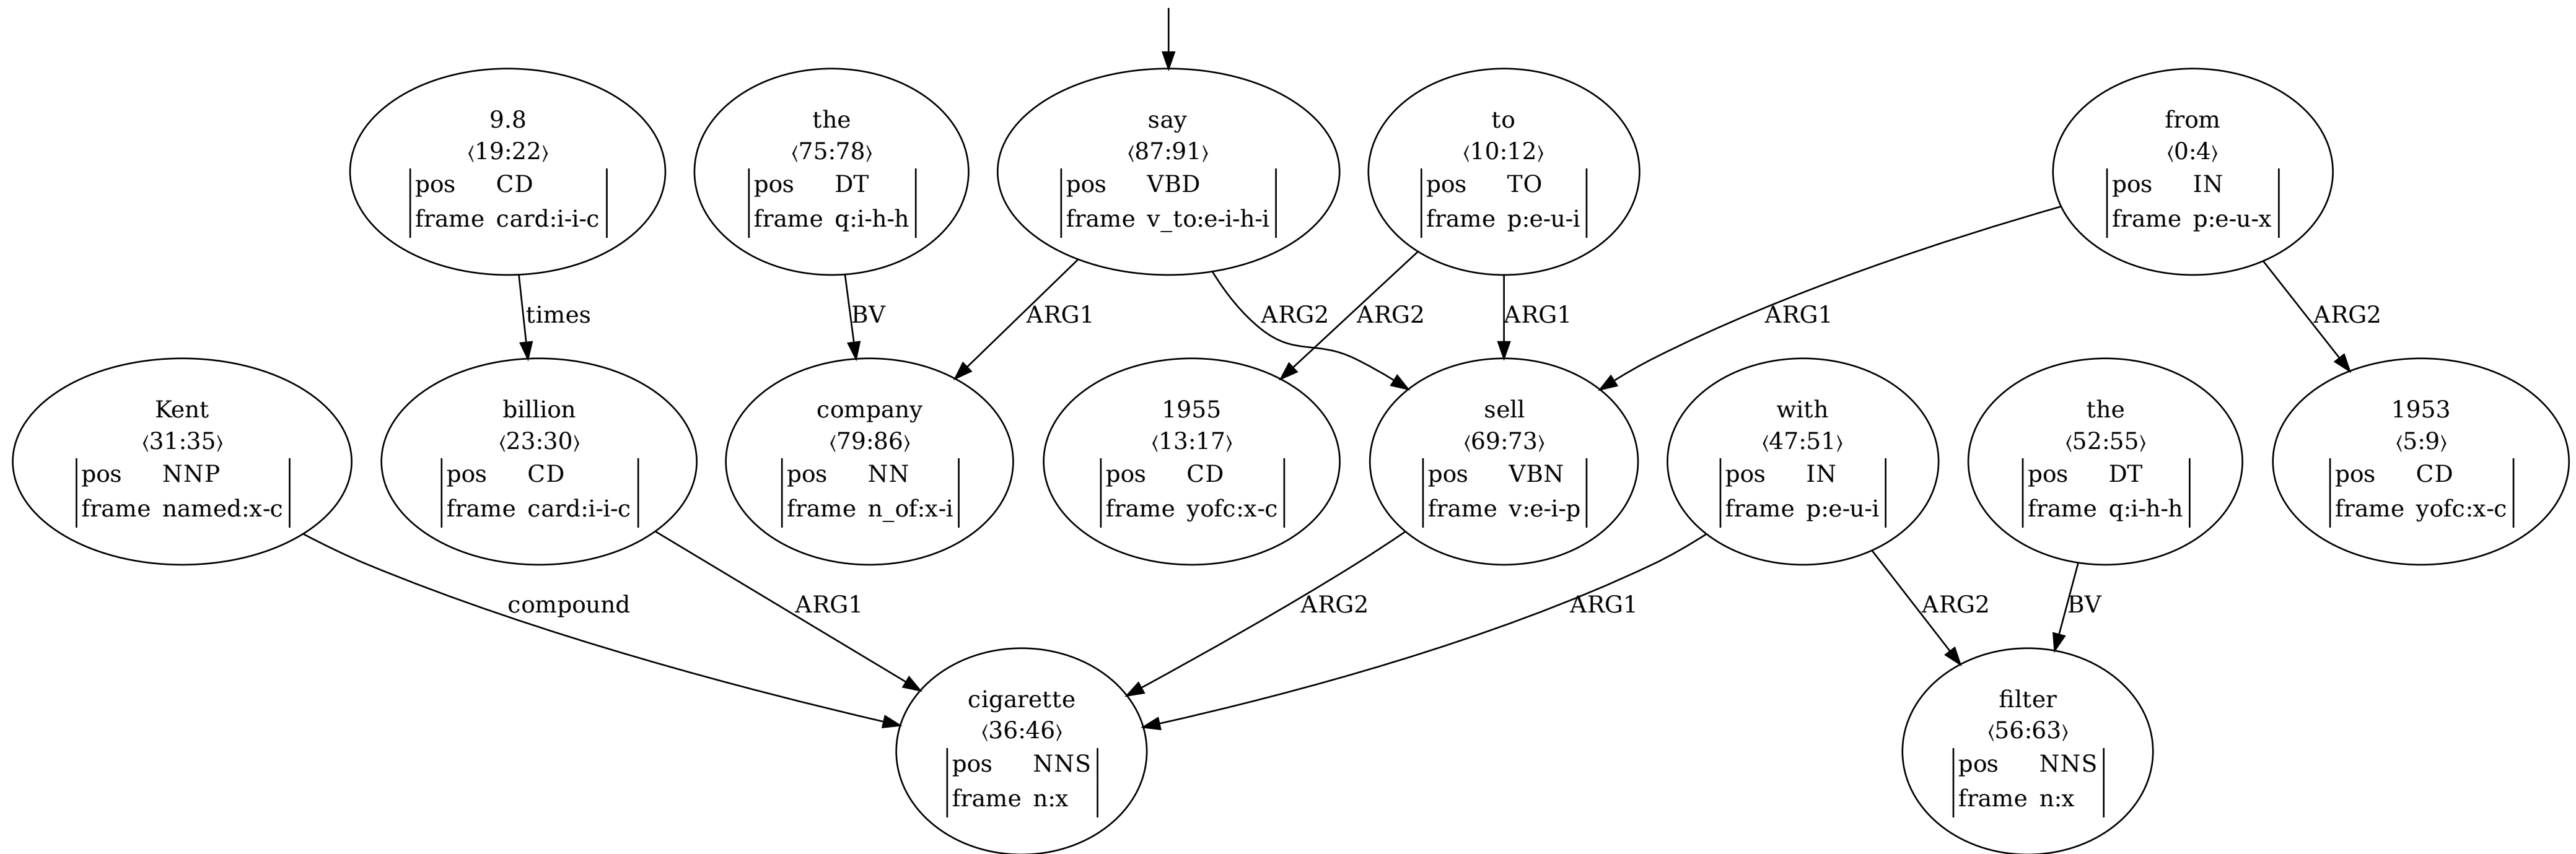 9.8
⟨19:22⟩
pos CD
frame card:i-i-c
the
⟨75:78⟩
pos DT
frame q:i-h-h
say
⟨87:91⟩
pos VBD
frame v_to:e-i-h-i
to
⟨10:12⟩
pos TO
frame p:e-u-i
from
⟨0:4⟩
pos IN
frame p:e-u-x
times
BV
ARG1
ARG2
ARG2
ARG1
ARG1
ARG2
Kent
⟨31:35⟩
pos NNP
frame named:x-c
billion
⟨23:30⟩
pos CD
frame card:i-i-c
company
⟨79:86⟩
pos NN
frame n_of:x-i
1955
⟨13:17⟩
pos CD
frame yofc:x-c
sell
⟨69:73⟩
pos VBN
frame v:e-i-p
with
⟨47:51⟩
pos IN
frame p:e-u-i
the
⟨52:55⟩
pos DT
frame q:i-h-h
1953
⟨5:9⟩
pos CD
frame yofc:x-c
compound
ARG1
ARG2
ARG1
ARG2
BV
cigarette
⟨36:46⟩
pos NNS
frame n:x
filter
⟨56:63⟩
pos NNS
frame n:x